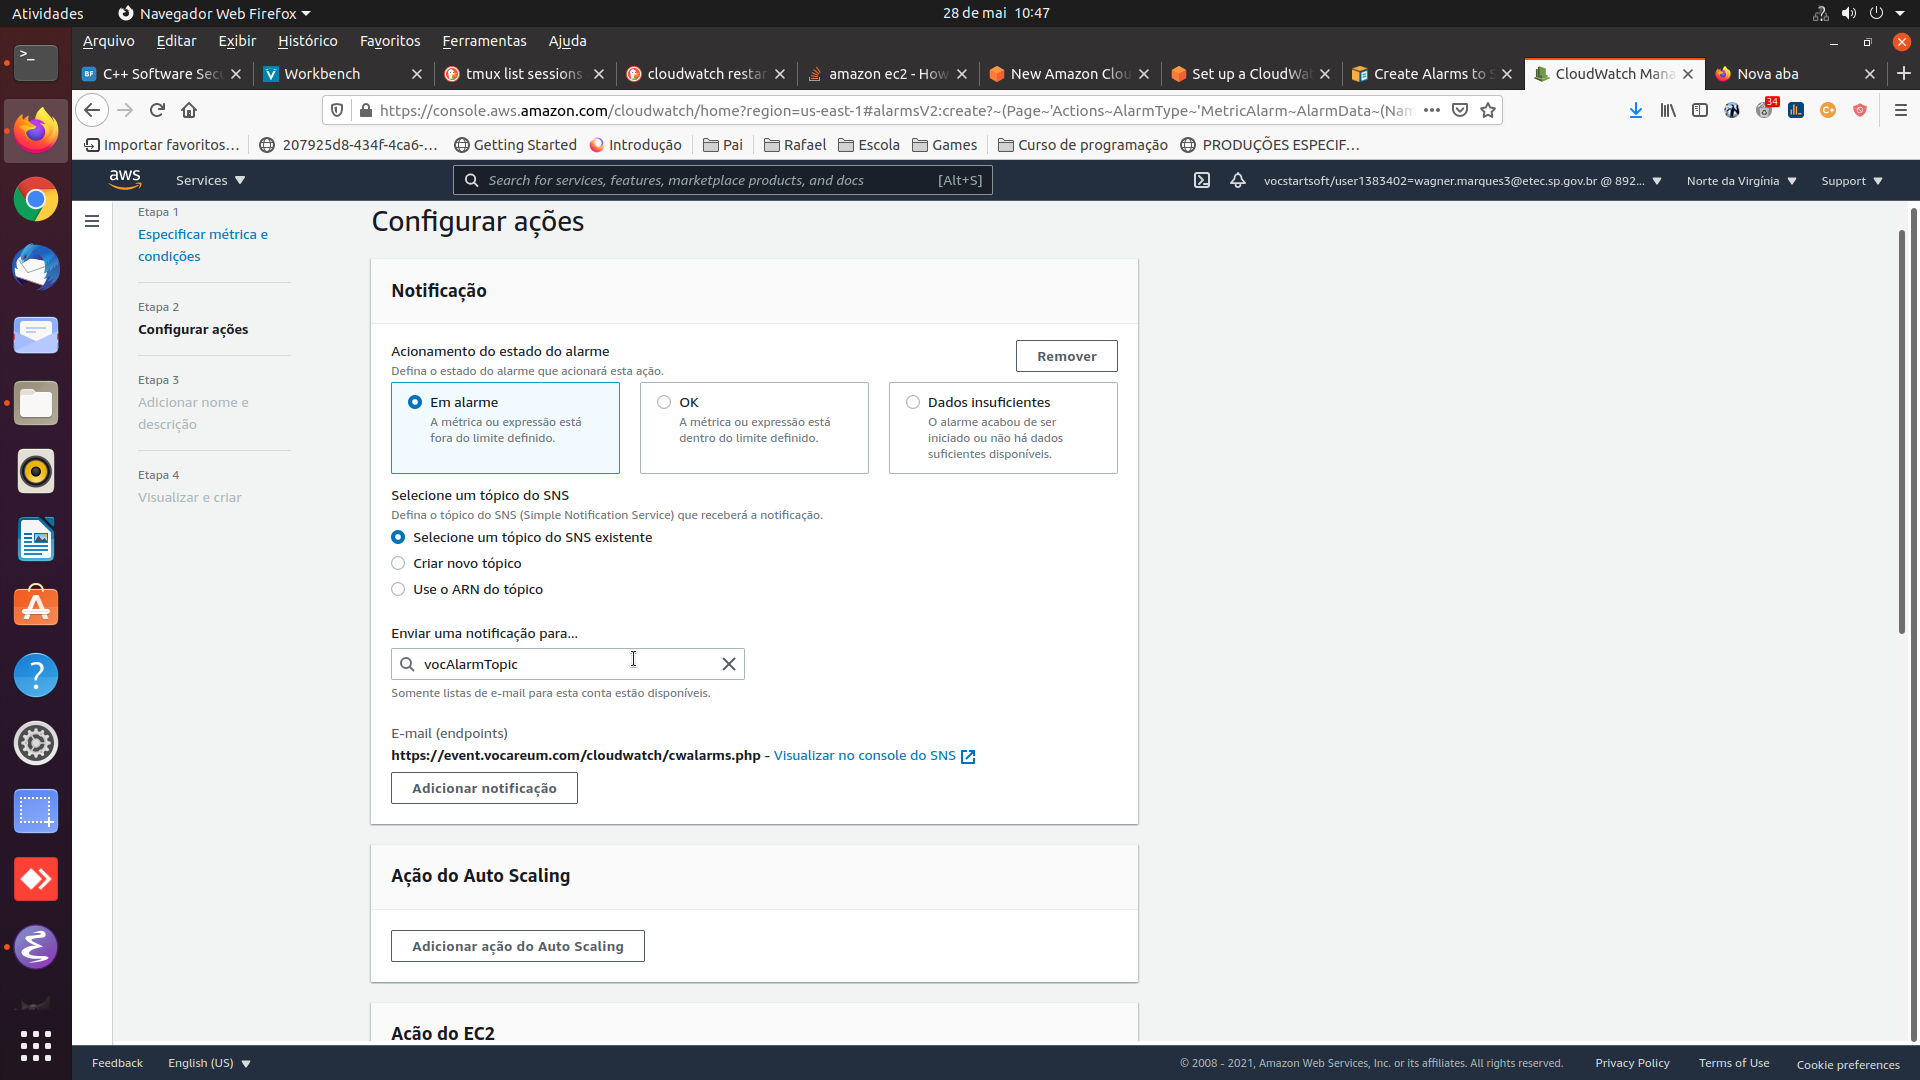 Atividades
Navegador Web Firefox
28 de mai 10:47
Arquivo Editar Exibir Histórico Favoritos Ferramentas Ajuda
C++ Software Sec
Workbench
tmux list sessions
cloudwatch restar
amazon ec2 - How
New Amazon Clou
Set up a CloudWat
Create Alarms to S
CloudWatch Mana
Nova aba
https://console.aws.amazon.com/cloudwatch/home?region=us-east-1#alarmsV2:create?~(Page~'Actions~AlarmType~'MetricAlarm~AlarmData~(Nam
34
Importar favoritos...
207925d8-434f-4ca6-...
Getting Started
Introdução
Pai
Rafael
Escola
Games
Curso de programação
PRODUÇÕES ESPECIF...
aws
Services
Search for services, features, marketplace products, and docs
[Alt+S]
vocstartsoft/user1383402=wagner.marques3@etec.sp.gov.br @ 892...
Norte da Virgínia
Support
Etapa 1
Especificar métrica e
condições
Etapa 2
Configurar ações
Etapa 3
Adicionar nome e
descrição
Etapa 4
Visualizar e criar
Configurar ações
Notificação
Acionamento do estado do alarme
Defina o estado do alarme que acionará esta ação.
Remover
Em alarme
A métrica ou expressão está
fora do limite definido.
OK
A métrica ou expressão está
dentro do limite definido.
Dados insuficientes
O alarme acabou de ser
iniciado ou não há dados
suficientes disponíveis.
Selecione um tópico do SNS
Defina o tópico do SNS (Simple Notification Service) que receberá a notificação.
Selecione um tópico do SNS existente
Criar novo tópico
Use o ARN do tópico
Enviar uma notificação para...
vocAlarmTopic
Somente listas de e-mail para esta conta estão disponíveis.
E-mail (endpoints)
https://event.vocareum.com/cloudwatch/cwalarms.php - Visualizar no console do SNS
Adicionar notificação
Ação do Auto Scaling
Adicionar ação do Auto Scaling
Ação do EC2
Feedback
English (US)
© 2008 - 2021, Amazon Web Services, Inc. or its affiliates. All rights reserved.
Privacy Policy
Terms of Use
Cookie preferences